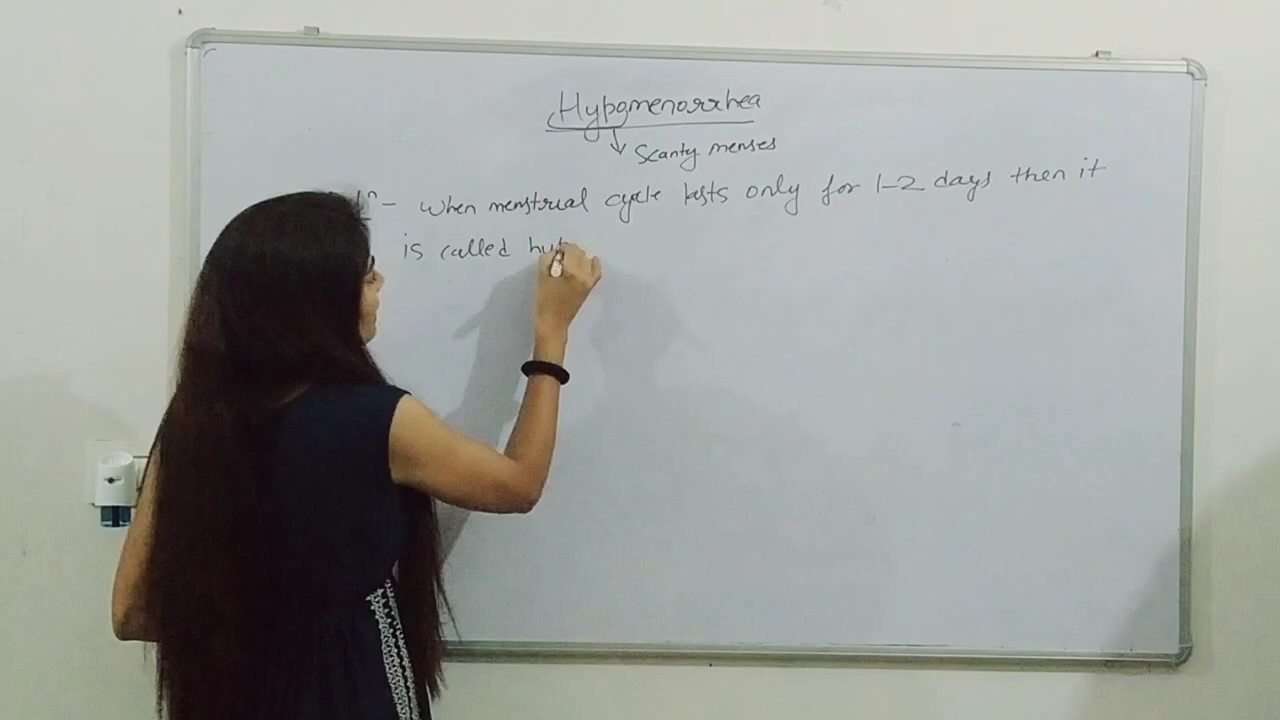 Hypomenorrhea
Scanty menses
when menstrual cycle lasts only for 1-2 days then it
is called